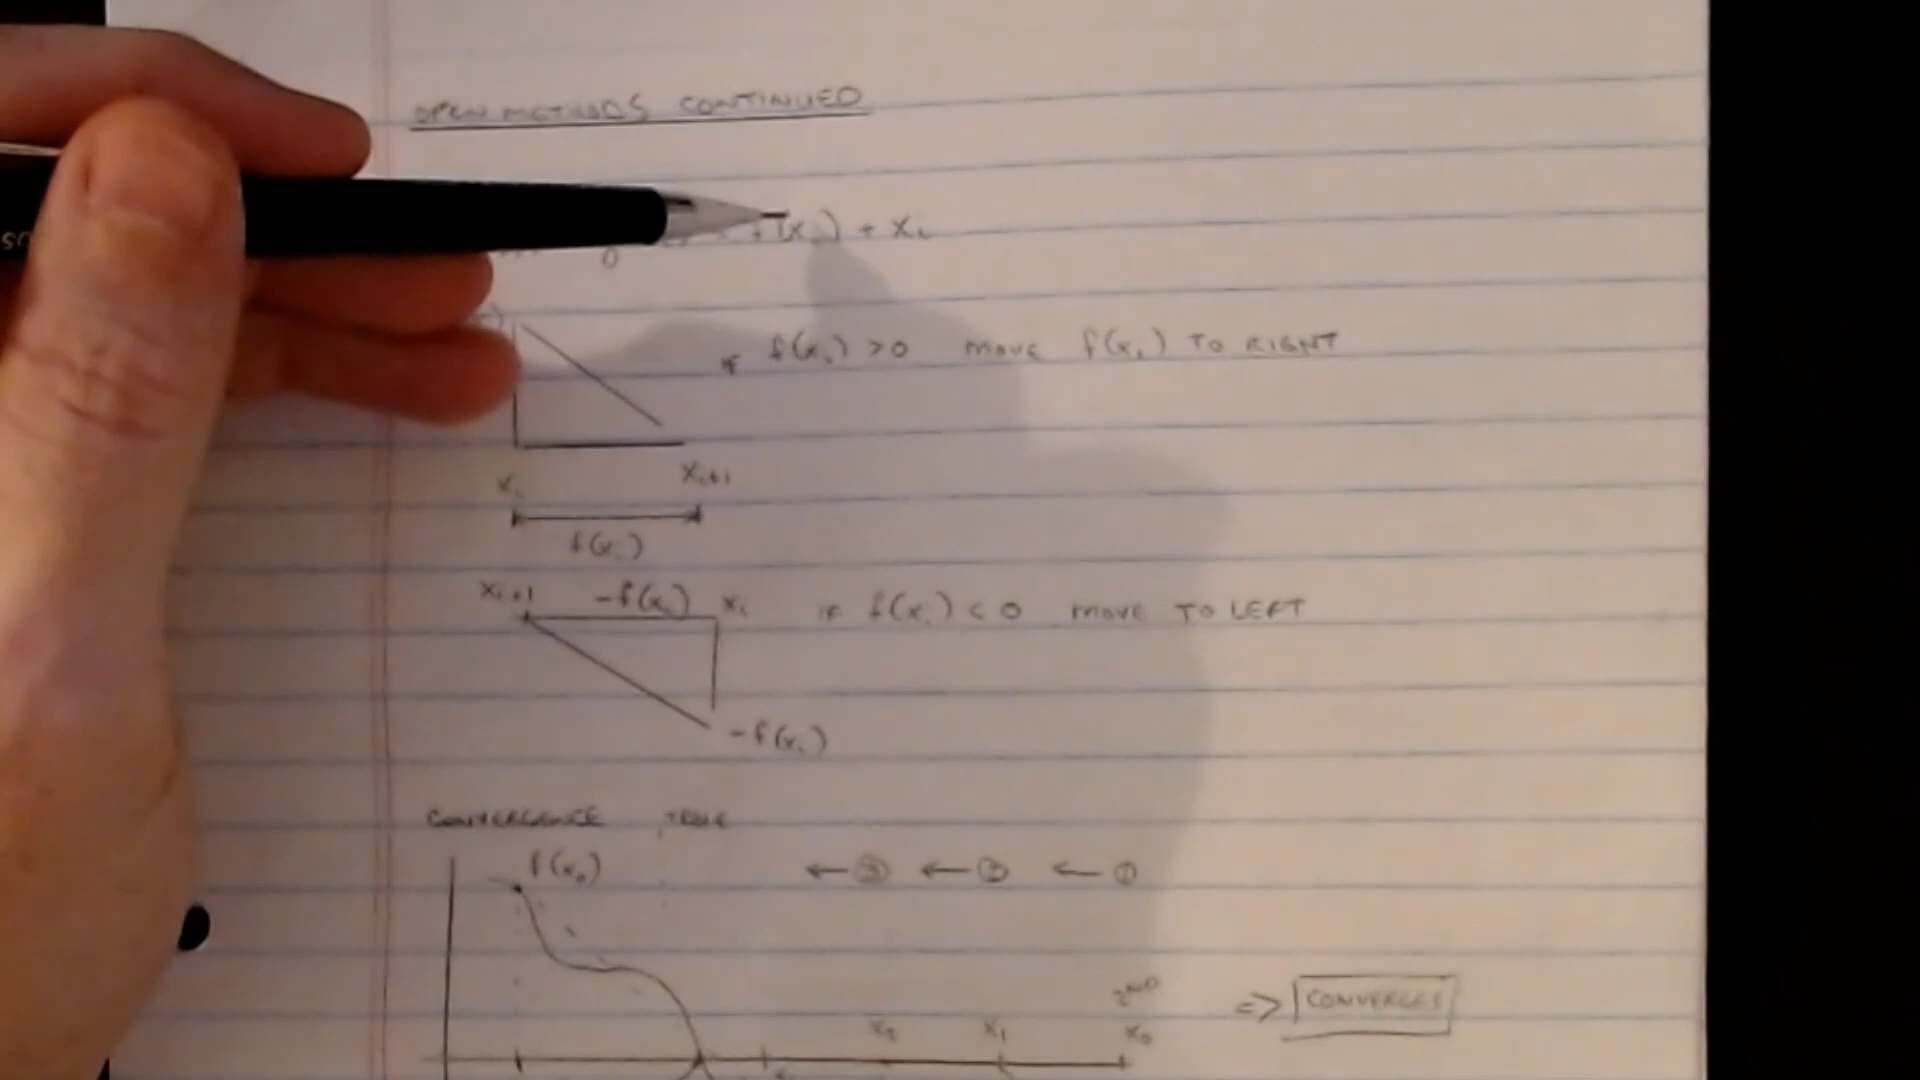 OPEN METHODS CONTINUED
f(xᵢ) + xᵢ
IF f(xᵢ) > 0 MOVE f(xᵢ) TO RIGHT
xᵢ xᵢ₊₁
f(xᵢ)
xᵢ₊₁ -f(xᵢ) xᵢ IF f(xᵢ) < 0 MOVE TO LEFT
-f(xᵢ)
CONVERGENCE
f(x₀) ← ③ ← ② ← ①
2ND
=> CONVERGES
x₂ x₁ x₀